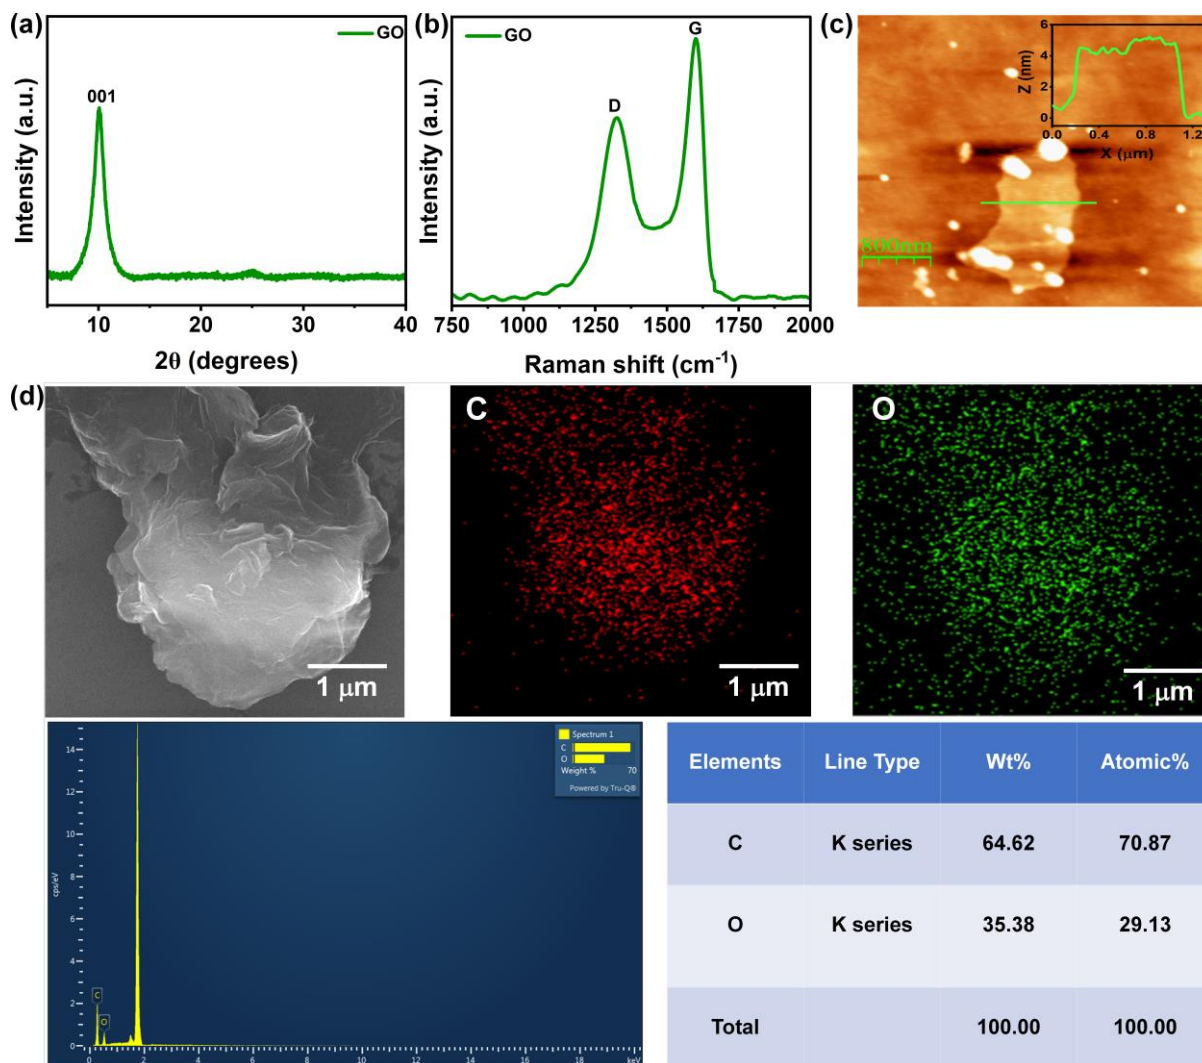 (a)
GO
001
Intensity (a.u.)
10 20 30 40
2θ (degrees)
(b)
GO
D
G
Intensity (a.u.)
750 1000 1250 1500 1750 2000
Raman shift (cm-1)
(c)
6
4
2
0
Z (nm)
0.0 0.4 0.8 1.2
X (μm)
800nm
(d)
1 μm
C
1 μm
O
1 μm
14
12
10
8
6
4
2
0
cps/eV
C
O
0 2 4 6 8 10 12 14 16 18 keV
Spectrum 1
C
O
Weight % 70
Powered by Tru-Q®
Elements Line Type Wt% Atomic%
C K series 64.62 70.87
O K series 35.38 29.13
Total 100.00 100.00